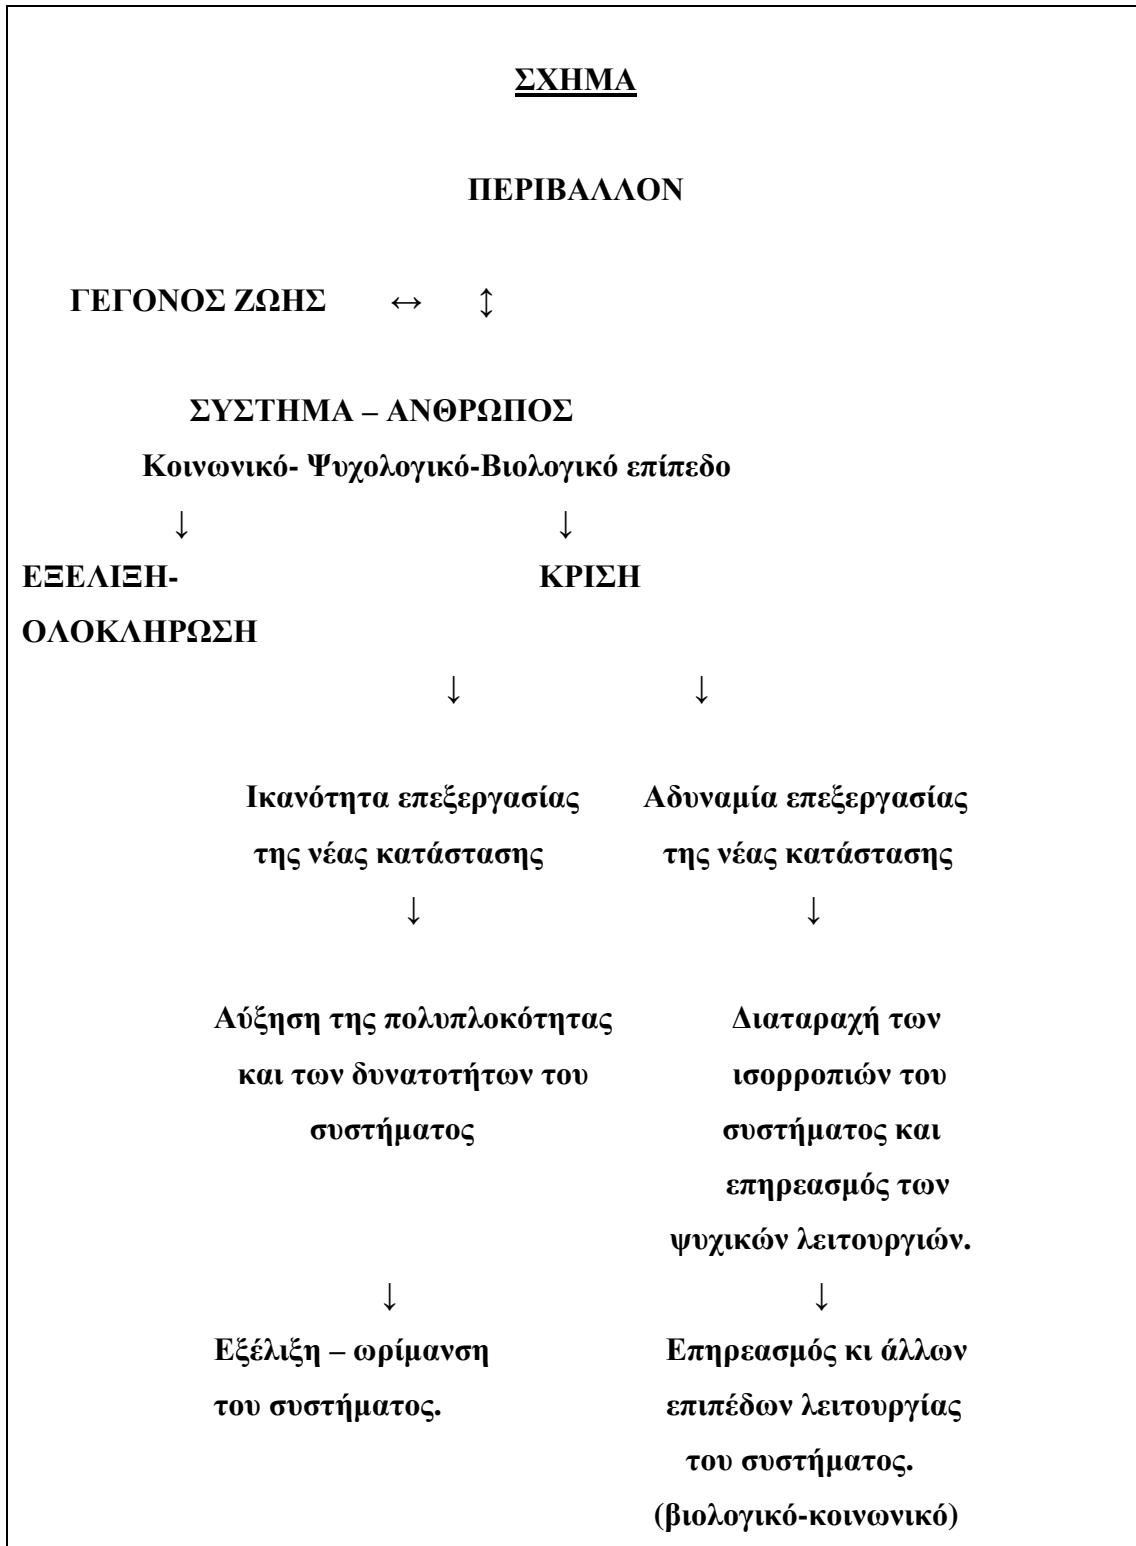 ΣΧΗΜΑ
ΠΕΡΙΒΑΛΛΟΝ
ΓΕΓΟΝΟΣ ΖΩΗΣ ↔ ↕
ΣΥΣΤΗΜΑ – ΑΝΘΡΩΠΟΣ
Κοινωνικό- Ψυχολογικό-Βιολογικό επίπεδο
↓ ↓
ΕΞΕΛΙΞΗ- ΚΡΙΣΗ
ΟΛΟΚΛΗΡΩΣΗ
↓ ↓
Ικανότητα επεξεργασίας Αδυναμία επεξεργασίας
της νέας κατάστασης της νέας κατάστασης
↓ ↓
Αύξηση της πολυπλοκότητας Διαταραχή των
και των δυνατοτήτων του ισορροπιών του
συστήματος συστήματος και
επηρεασμός των
ψυχικών λειτουργιών.
↓ ↓
Εξέλιξη – ωρίμανση Επηρεασμός κι άλλων
του συστήματος. επιπέδων λειτουργίας
του συστήματος.
(βιολογικό-κοινωνικό)